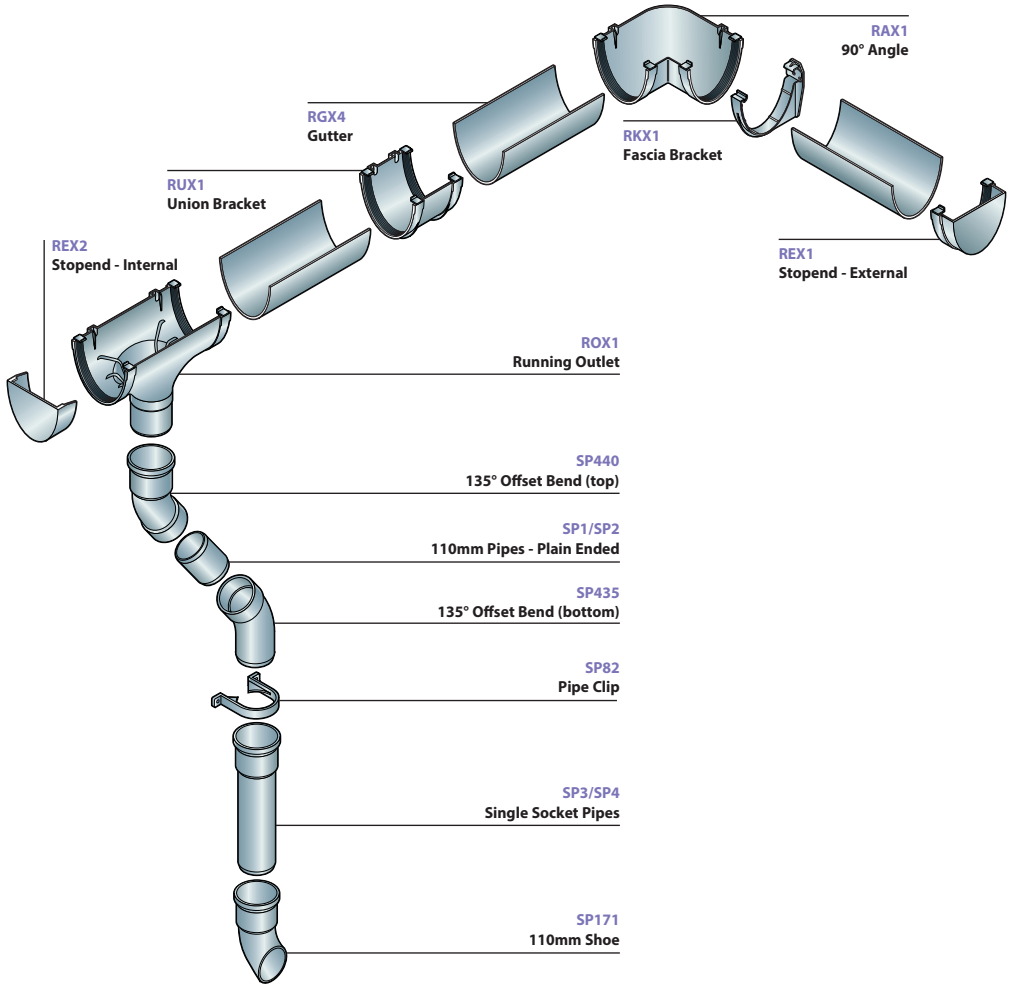 RAX1
90° Angle
RGX4
Gutter
RKX1
Fascia Bracket
RUX1
Union Bracket
REX2
Stopend - Internal
REX1
Stopend - External
ROX1
Running Outlet
SP440
135° Offset Bend (top)
SP1/SP2
110mm Pipes - Plain Ended
SP435
135° Offset Bend (bottom)
SP82
Pipe Clip
SP3/SP4
Single Socket Pipes
SP171
110mm Shoe